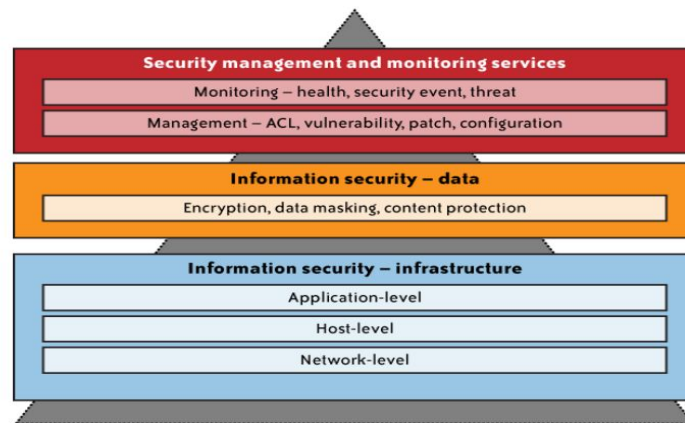 Security management and monitoring services
Monitoring – health, security event, threat
Management – ACL, vulnerability, patch, configuration
Information security – data
Encryption, data masking, content protection
Information security – infrastructure
Application-level
Host-level
Network-level